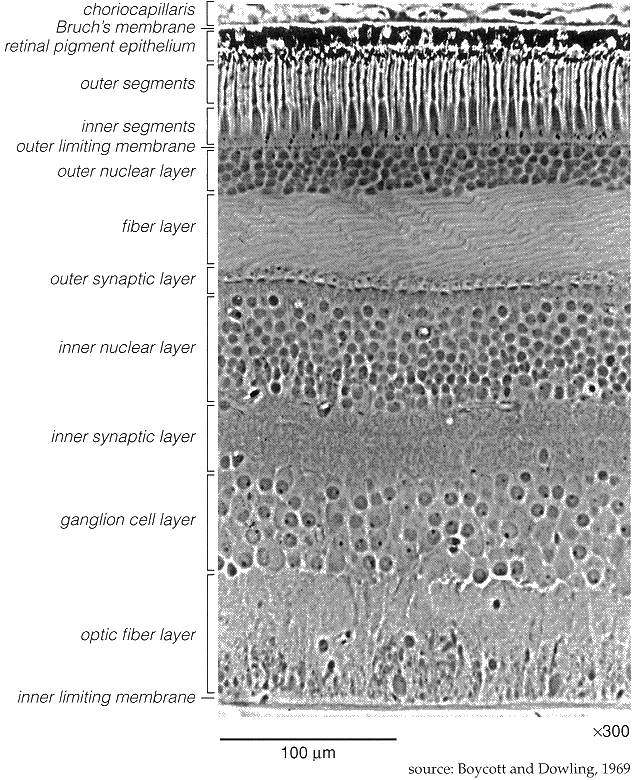 choriocapillaris
Bruch's membrane
retinal pigment epithelium
outer segments
inner segments
outer limiting membrane
outer nuclear layer
fiber layer
outer synaptic layer
inner nuclear layer
inner synaptic layer
ganglion cell layer
optic fiber layer
inner limiting membrane
×300
100 μm
source: Boycott and Dowling, 1969